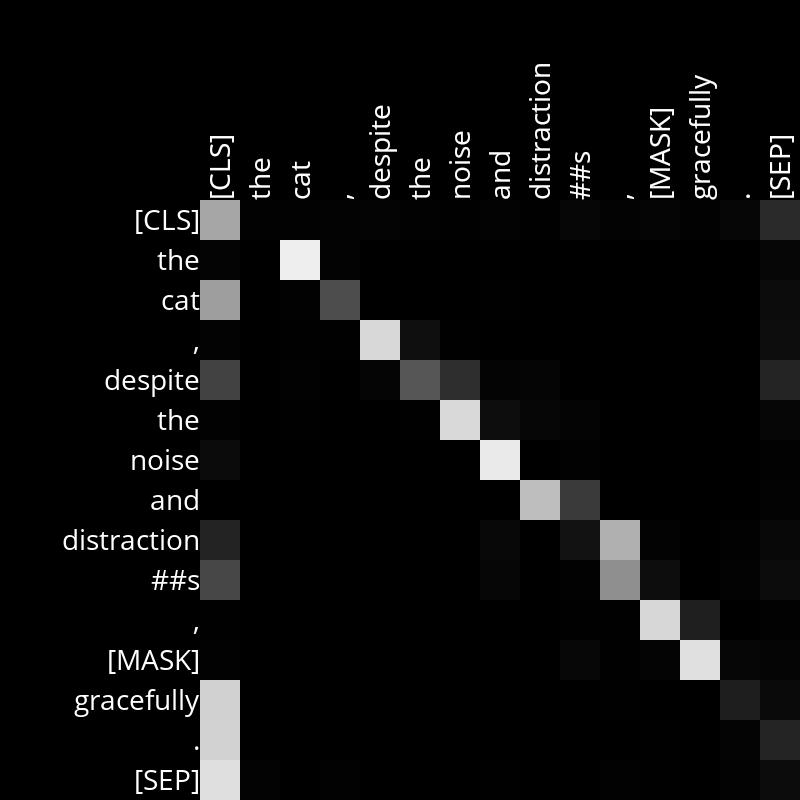 [CLS] the cat , despite the noise and distraction ##s , [MASK] gracefully . [SEP]
[CLS]
the
cat
,
despite
the
noise
and
distraction
##s
,
[MASK]
gracefully
.
[SEP]